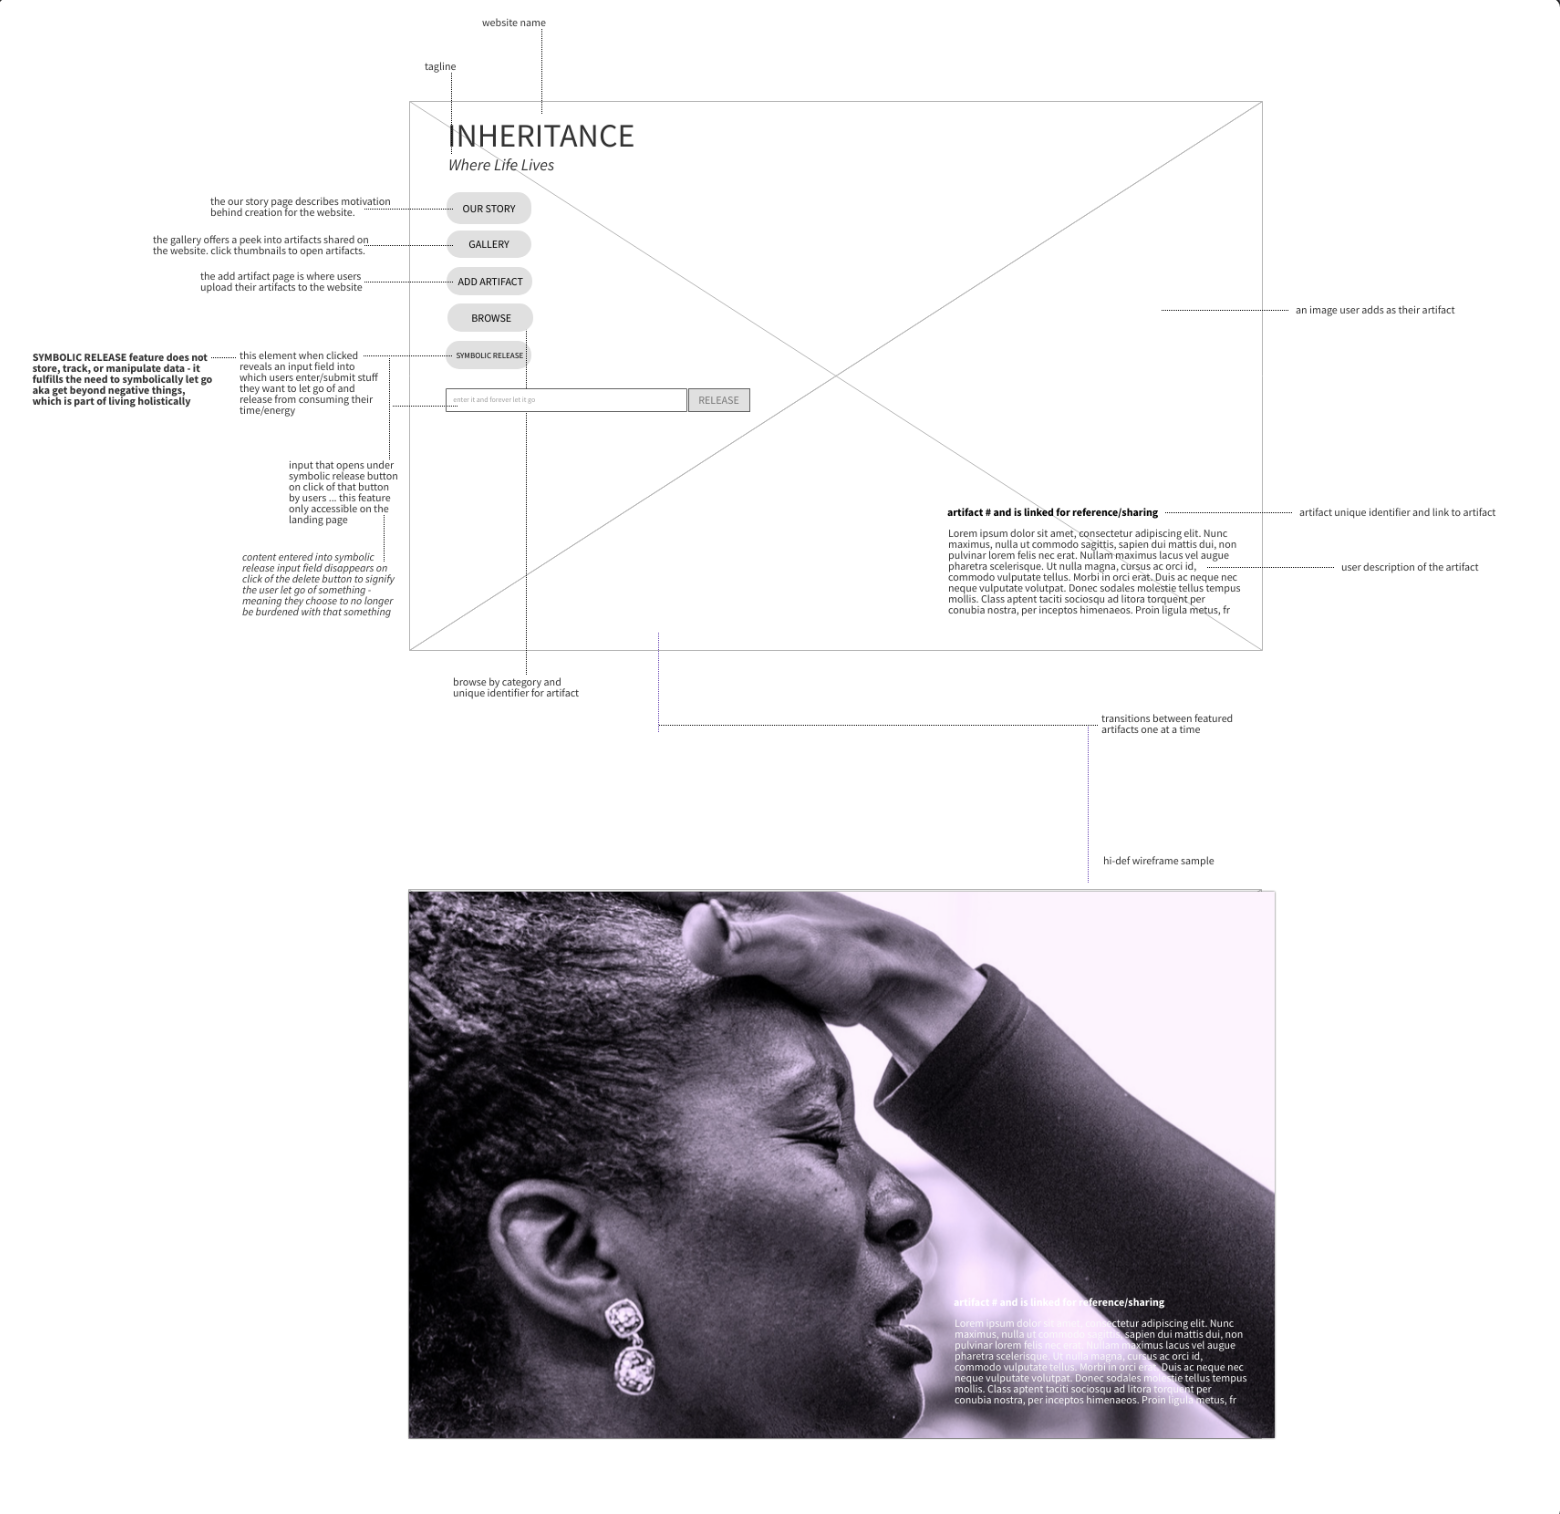 website name
tagline
INHERITANCE
Where Life Lives
the our story page describes motivation
behind creation for the website.
OUR STORY
the gallery offers a peek into artifacts shared on
the website. click thumbnails to open artifacts.
GALLERY
the add artifact page is where users
upload their artifacts to the website
ADD ARTIFACT
BROWSE
an image user adds as their artifact
SYMBOLIC RELEASE feature does not
store, track, or manipulate data - it
fulfills the need to symbolically let go
aka get beyond negative things,
which is part of living holistically
this element when clicked
reveals an input field into
which users enter/submit stuff
they want to let go of and
release from consuming their
time/energy
SYMBOLIC RELEASE
enter it and forever let it go
RELEASE
input that opens under
symbolic release button
on click of that button
by users ... this feature
only accessible on the
landing page
content entered into symbolic
release input field disappears on
click of the delete button to signify
the user let go of something -
meaning they choose to no longer
be burdened with that something
artifact # and is linked for reference/sharing
artifact unique identifier and link to artifact
Lorem ipsum dolor sit amet, consectetur adipiscing elit. Nunc
maximus, nulla ut commodo sagittis, sapien dui mattis dui, non
pulvinar lorem felis nec erat. Nullam maximus lacus vel augue
pharetra scelerisque. Ut nulla magna, cursus ac orci id,
commodo vulputate tellus. Morbi in orci erat. Duis ac neque nec
neque vulputate volutpat. Donec sodales molestie tellus tempus
mollis. Class aptent taciti sociosqu ad litora torquent per
conubia nostra, per inceptos himenaeos. Proin ligula metus, fr
user description of the artifact
browse by category and
unique identifier for artifact
transitions between featured
artifacts one at a time
hi-def wireframe sample
artifact # and is linked for reference/sharing
Lorem ipsum dolor sit amet, consectetur adipiscing elit. Nunc
maximus, nulla ut commodo sagittis, sapien dui mattis dui, non
pulvinar lorem felis nec erat. Nullam maximus lacus vel augue
pharetra scelerisque. Ut nulla magna, cursus ac orci id,
commodo vulputate tellus. Morbi in orci erat. Duis ac neque nec
neque vulputate volutpat. Donec sodales molestie tellus tempus
mollis. Class aptent taciti sociosqu ad litora torquent per
conubia nostra, per inceptos himenaeos. Proin ligula metus, fr